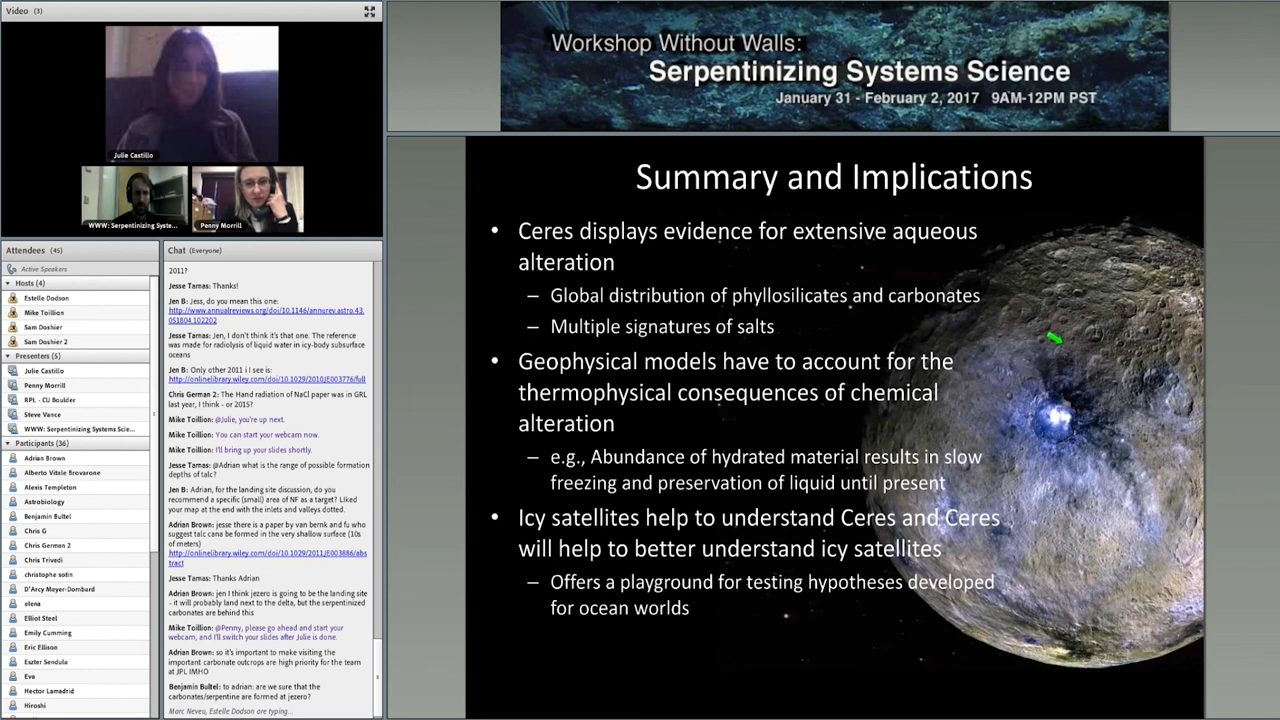 Video (3)
Julie Castillo
WWW: Serpentinizing Syste...
Penny Morrill
Attendees (45)
Active Speakers
Hosts (4)
Estelle Dodson
Mike Toillion
Sam Doshier
Sam Doshier 2
Presenters (5)
Julie Castillo
Penny Morrill
RPL - CU Boulder
Steve Vance
WWW: Serpentinizing Systems Scie...
Participants (36)
Adrian Brown
Alberto Vitale Brovarone
Alexis Templeton
Astrobiology
Benjamin Bultel
Chris G
Chris German 2
Chris Trivedi
christophe sotin
D'Arcy Meyer-Dombard
elena
Elliot Steel
Emily Cumming
Eric Ellison
Eszter Sendula
Eva
Hector Lamadrid
Hiroshi
Chat (Everyone)
2011?
Jesse Tarnas: Thanks!
Jen B: Jess, do you mean this one:
http://www.annualreviews.org/doi/10.1146/annurev.astro.43.
051804.102202
Jesse Tarnas: Jen, I don't think it's that one. The reference
was made for radiolysis of liquid water in icy-body subsurface
oceans
Jen B: Only other 2011 i I see is:
http://onlinelibrary.wiley.com/doi/10.1029/2010JE003776/full
Chris German 2: The Hand radiation of NaCl paper was in GRL
last year, I think - or 2015?
Mike Toillion: @Julie, you're up next.
Mike Toillion: You can start your webcam now.
Mike Toillion: I'll bring up your slides shortly.
Jesse Tarnas: @Adrian what is the range of possible formation
depths of talc?
Jen B: Adrian, for the landing site discussion, do you
recommend a specific (small) area of NF as a target? LIked
your map at the end with the inlets and valleys dotted.
Adrian Brown: jesse there is a paper by van bernk and fu who
suggest talc cana be formed in the very shallow surface (10s
of meters)
http://onlinelibrary.wiley.com/doi/10.1029/2011JE003886/abs
tract
Jesse Tarnas: Thanks Adrian
Adrian Brown: jen I think jezero is going to be the landing site
- it will probably land next to the delta, but the serpentinized
carbonates are behind this
Mike Toillion: @Penny, please go ahead and start your
webcam, and I'll switch your slides after Julie is done.
Adrian Brown: so it's important to make visiting the
important carbonate outcrops are high priority for the team
at JPL IMHO
Benjamin Bultel: to adrian: are we sure that the
carbonates/serpentine are formed at jezero?
Marc Neveu, Estelle Dodson are typing...
Workshop Without Walls:
Serpentinizing Systems Science
January 31 - February 2, 2017 9AM-12PM PST
Summary and Implications
• Ceres displays evidence for extensive aqueous
alteration
– Global distribution of phyllosilicates and carbonates
– Multiple signatures of salts
• Geophysical models have to account for the
thermophysical consequences of chemical
alteration
– e.g., Abundance of hydrated material results in slow
freezing and preservation of liquid until present
• Icy satellites help to understand Ceres and Ceres
will help to better understand icy satellites
– Offers a playground for testing hypotheses developed
for ocean worlds